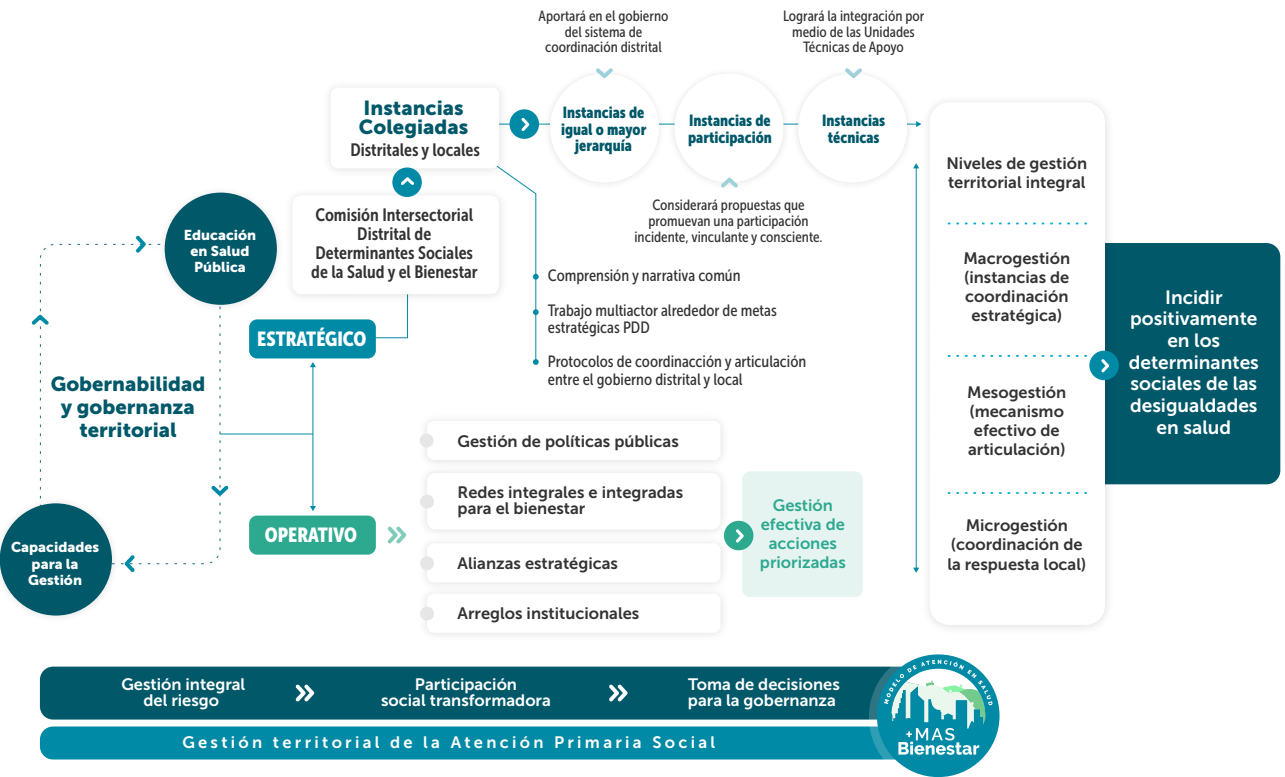 Aportará en el gobierno
del sistema de
coordinación distrital
Lograrà la integración por
medio de las Unidades
Técnicas de Apoyo
Instancias
Colegiadas
Distritales y locales
Instancias de
igual o mayor
jerarquía
Instancias de
participación
Instancias
técnicas
Considerará propuestas que
promuevan una participación
incidente, vinculante y consciente.
Comisión Intersectorial
Distrital de
Determinantes Sociales
de la Salud y el Bienestar
Educación
en Salud
Pública
Comprensión y narrativa común
Trabajo multiactor alrededor de metas
estratégicas PDD
Protocolos de coordinacción y articulación
entre el gobierno distrital y local
ESTRATÉGICO
Gobernabilidad
y gobernanza
territorial
Capacidades
para la
Gestión
OPERATIVO
Gestión de políticas públicas
Redes integrales e integradas
para el bienestar
Alianzas estratégicas
Arreglos institucionales
Gestión
efectiva de
acciones
priorizadas
Niveles de gestión
territorial integral
Macrogestión
(instancias de
coordinación
estratégica)
Mesogestión
(mecanismo
efectivo de
articulación)
Microgestión
(coordinación de
la respuesta local)
Incidir
positivamente
en los
determinantes
sociales de las
desigualdades
en salud
Gestión integral
del riesgo
Participación
social transformadora
Toma de decisiones
para la gobernanza
Gestión territorial de la Atención Primaria Social
MODELO DE ATENCIÓN EN SALUD
+MAS
Bienestar